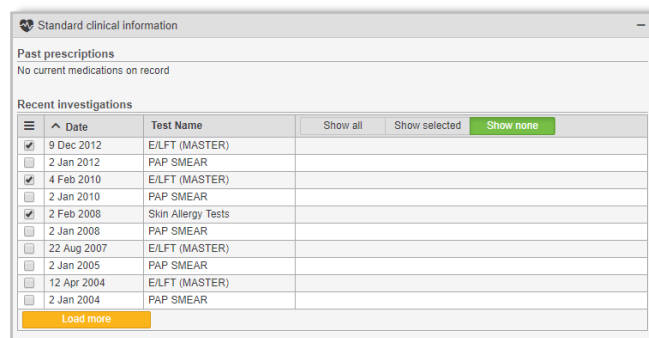 Standard clinical information
Past prescriptions
No current medications on record
Recent investigations
Date Test Name Show all Show selected Show none
9 Dec 2012 E/LFT (MASTER)
2 Jan 2012 PAP SMEAR
4 Feb 2010 E/LFT (MASTER)
2 Jan 2010 PAP SMEAR
2 Feb 2008 Skin Allergy Tests
2 Jan 2008 PAP SMEAR
22 Aug 2007 E/LFT (MASTER)
2 Jan 2005 PAP SMEAR
12 Apr 2004 E/LFT (MASTER)
2 Jan 2004 PAP SMEAR
Load more